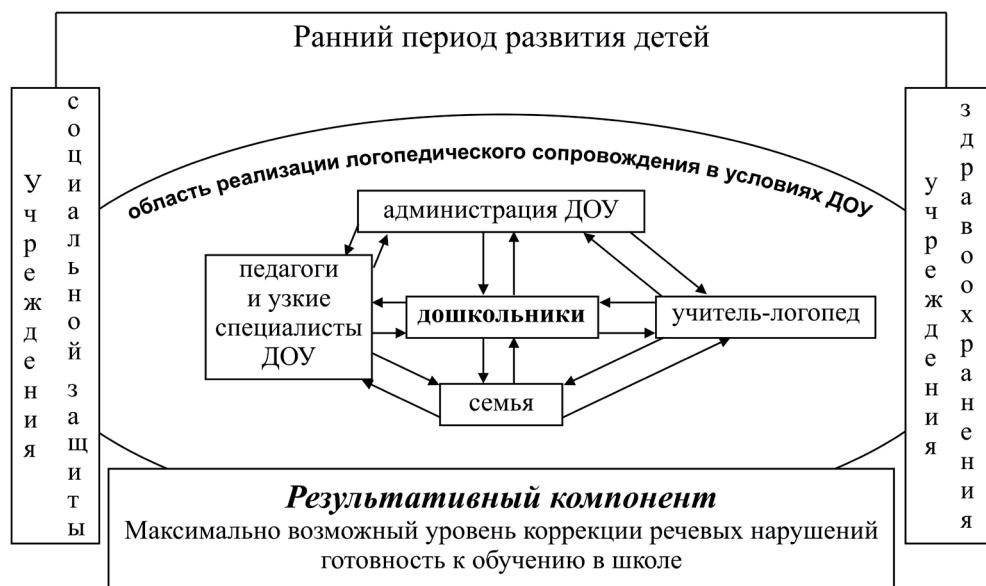 Ранний период развития детей
Учреждения
социальной защиты
область реализации логопедического сопровождения в условиях ДОУ
администрация ДОУ
педагоги
и узкие
специалисты
ДОУ
дошкольники
учитель-логопед
семья
учреждения
здравоохранения
Результативный компонент
Максимально возможный уровень коррекции речевых нарушений
готовность к обучению в школе